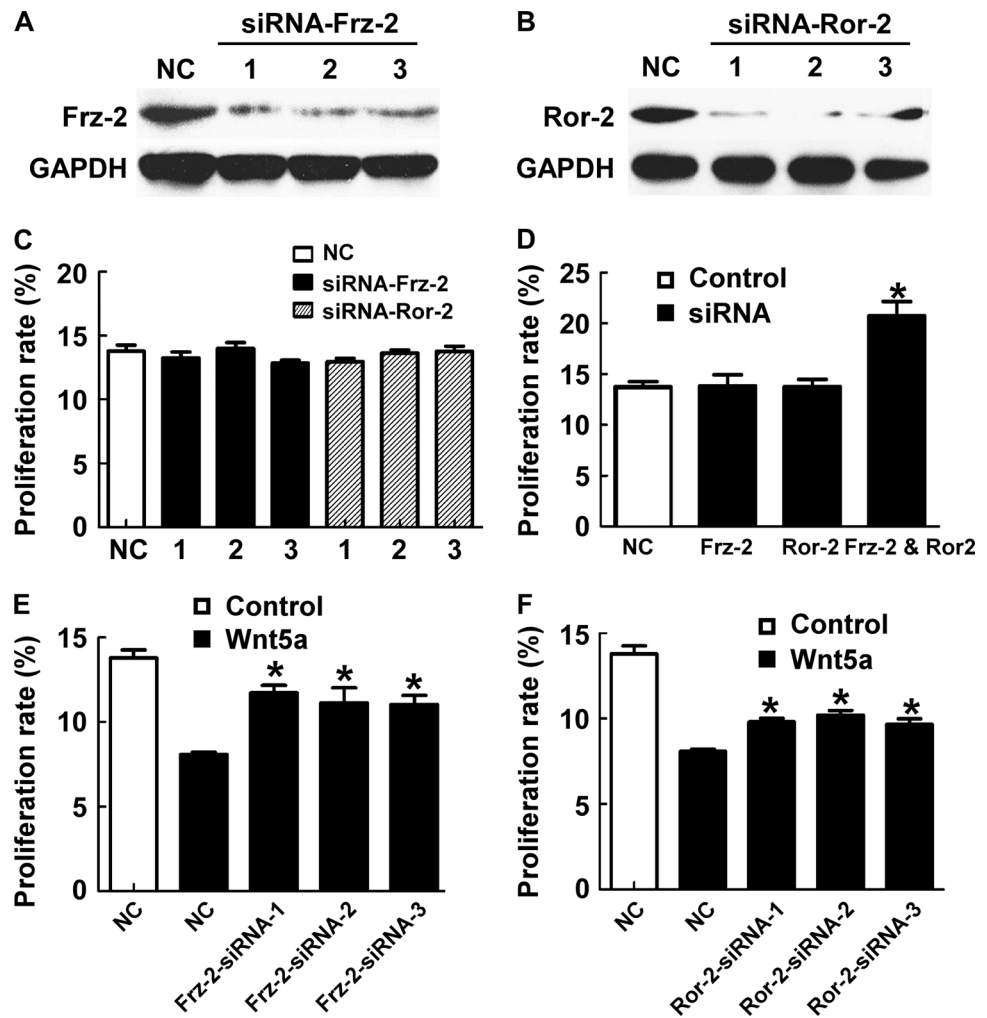 A
siRNA-Frz-2
NC 1 2 3
Frz-2
GAPDH
B
siRNA-Ror-2
NC 1 2 3
Ror-2
GAPDH
C
Proliferation rate (%)
20
15
10
5
0
NC
siRNA-Frz-2
siRNA-Ror-2
NC 1 2 3 1 2 3
D
Proliferation rate (%)
25
20
15
10
5
0
Control
siRNA
*
NC Frz-2 Ror-2 Frz-2 & Ror2
E
Proliferation rate (%)
15
10
5
0
Control
Wnt5a
* * *
NC
NC
Frz-2-siRNA-1
Frz-2-siRNA-2
Frz-2-siRNA-3
F
Proliferation rate (%)
15
10
5
0
Control
Wnt5a
* * *
NC
NC
Ror-2-siRNA-1
Ror-2-siRNA-2
Ror-2-siRNA-3